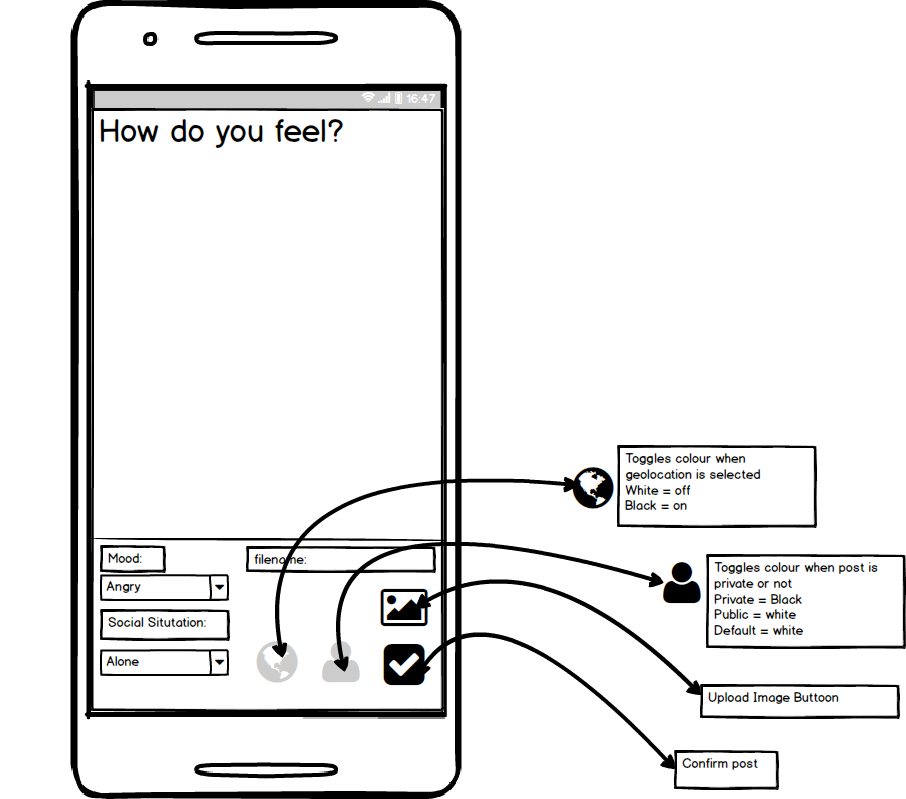 16:47
How do you feel?
Mood:
filename:
Angry
Social Situtation:
Alone
Toggles colour when
geolocation is selected
White = off
Black = on
Toggles colour when post is
private or not
Private = Black
Public = white
Default = white
Upload Image Buttoon
Confirm post